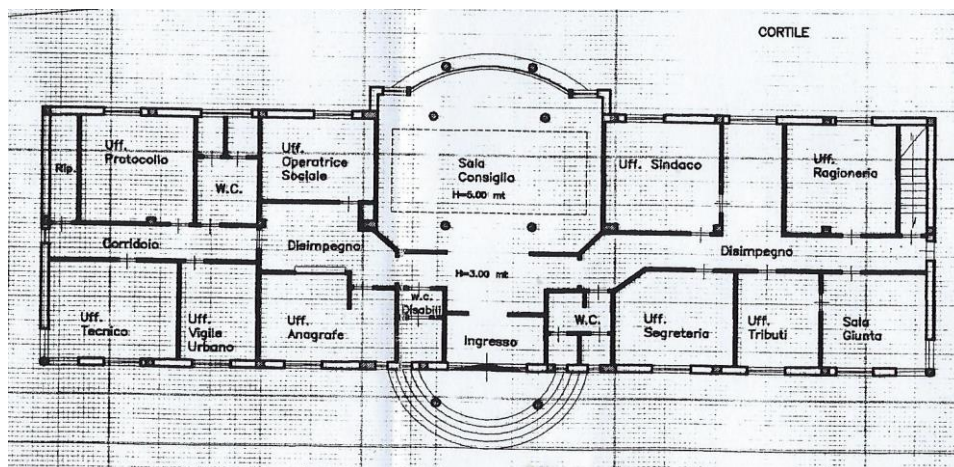 CORTILE
Rip.
Uff.
Protocollo
W.C.
Uff.
Operatrice
Sociale
Sala
Consiglio
H=5.00 mt
Uff. Sindaco
Uff.
Ragioneria
Corridoio
Disimpegno
H=3.00 mt
Disimpegno
Uff.
Tecnico
Uff.
Vigile
Urbano
Uff.
Anagrafe
W.C.
Disabili
Ingresso
W.C.
Uff.
Segreteria
Uff.
Tributi
Sala
Giunta